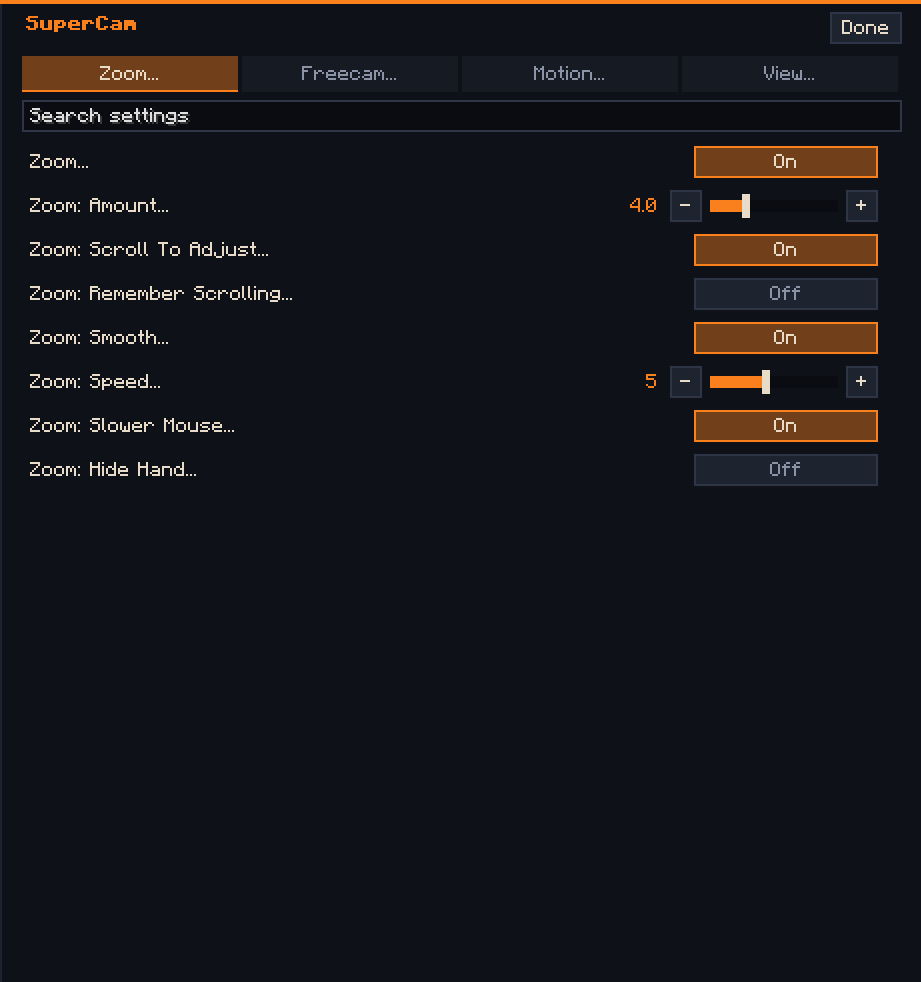 SuperCam
Done
Zoom... Freecam... Motion... View...
Search settings
Zoom... On
Zoom: Amount... 4.0 - +
Zoom: Scroll To Adjust... On
Zoom: Remember Scrolling... Off
Zoom: Smooth... On
Zoom: Speed... 5 - +
Zoom: Slower Mouse... On
Zoom: Hide Hand... Off